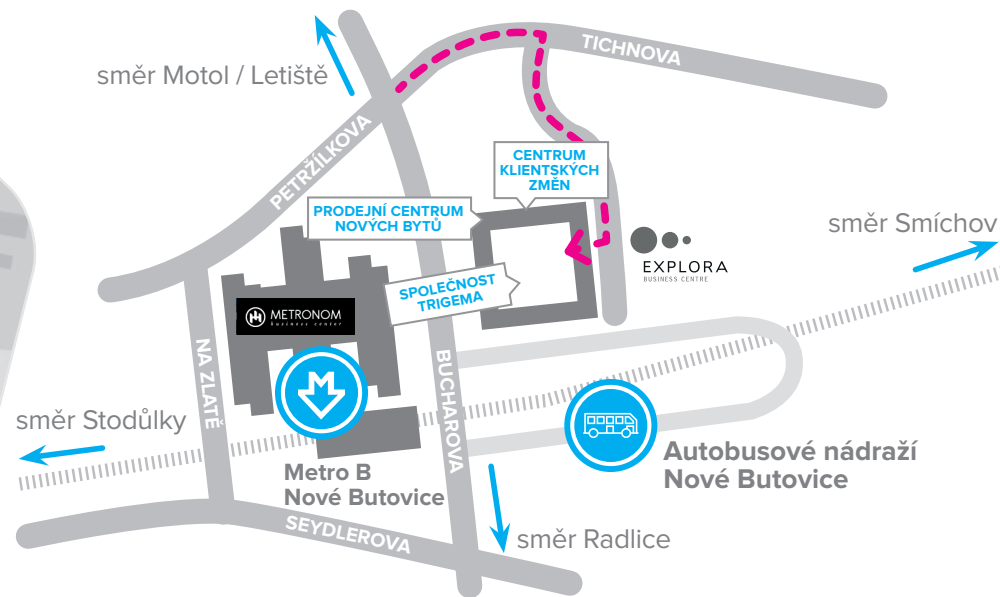 TICHNOVA
směr Motol / Letiště
PETRŽÍLKOVA
CENTRUM
KLIENTSKÝCH
ZMĚN
PRODEJNÍ CENTRUM
NOVÝCH BYTŮ
směr Smíchov
EXPLORA
BUSINESS CENTRE
SPOLEČNOST
TRIGEMA
METRONOM
business center
NA ZLATÉ
BUCHAROVA
směr Stodůlky
Metro B
Nové Butovice
Autobusové nádraží
Nové Butovice
SEYDLEROVA
směr Radlice